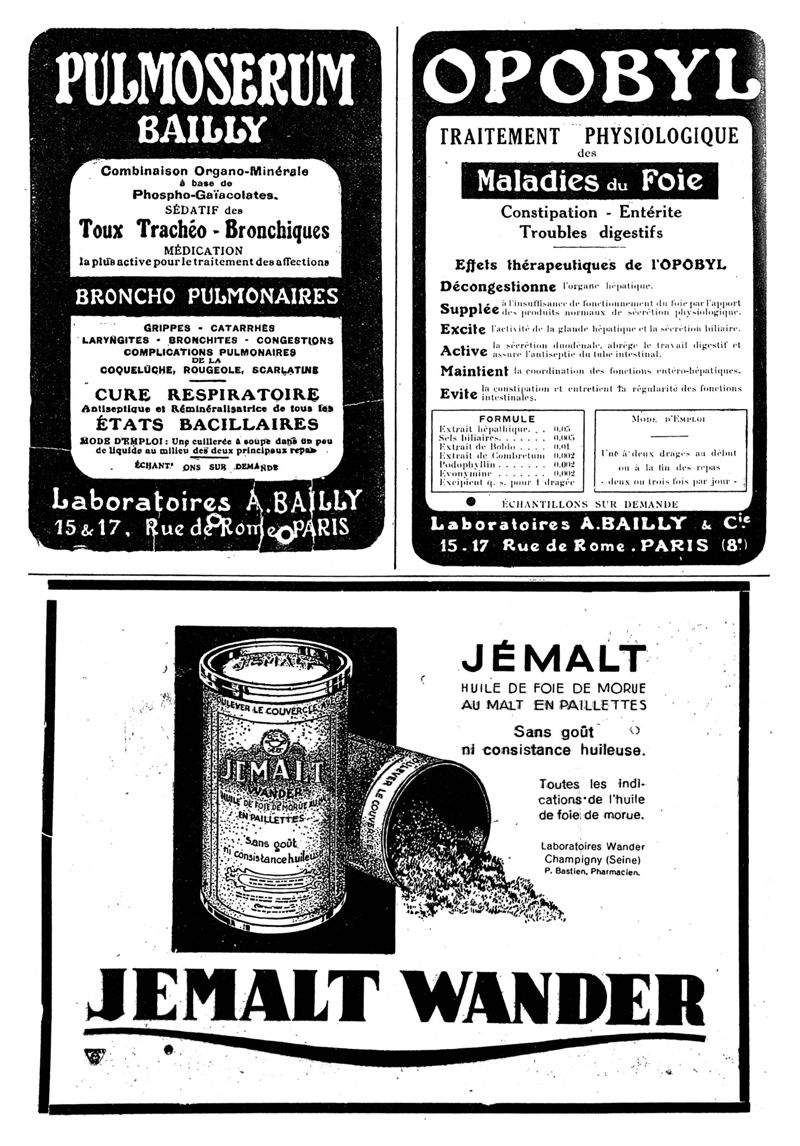 PULMOSERUM
BAILLY
Combinaison Organo-Minérale
à base de
Phospho-Gaïacolates.
SÉDATIF des
Toux Trachéo-Bronchiques
MÉDICATION
la plus active pour le traitement des affections
BRONCHO PULMONAIRES
GRIPPES - CATARRHES
LARYNGITES - BRONCHITES - CONGESTIONS
COMPLICATIONS PULMONAIRES
DE LA
COQUELUCHE, ROUGEOLE, SCARLATINE
CURE RESPIRATOIRE
Antiseptique et Réminéralisatrice de tous les
ÉTATS BACILLAIRES
MODE D'EMPLOI : Une cuillerée à soupe dans un peu
de liquide au milieu des deux principaux repas
ÉCHANT ONS SUR DEMANDE
Laboratoires A. BAILLY
15 & 17, Rue de Rome, PARIS
OPOBYL
TRAITEMENT PHYSIOLOGIQUE
des
Maladies du Foie
Constipation - Entérite
Troubles digestifs
Effets thérapeutiques de l'OPOBYL
Décongestionne l'organe hépatique.
Supplée à l'insuffisance de fonctionnement du foie par l'apport
des produits normaux de sécrétion physiologique.
Excite l'activité de la glande hépatique et la sécrétion biliaire.
Active la sécrétion duodénale, abrège le travail digestif et
assure l'antiseptie du tube intestinal.
Maintient la coordination des fonctions entéro-hépatiques.
Evite la constipation et entretient la régularité des fonctions
intestinales.
FORMULE
Extrait hépathique. . . 0,05
Sels biliaires. . . . . . . 0,005
Extrait de Boldo . . . . 0,01
Extrait de Combretum 0,002
Podophyllin . . . . . . . 0,002
Evonymine . . . . . . . 0,002
Excipient q. s. pour 1 dragée
MODE D'EMPLOI
Une à deux drages au début
ou à la fin des repas
- deux ou trois fois par jour -
ÉCHANTILLONS SUR DEMANDE
Laboratoires A. BAILLY & Cie
15-17 Rue de Rome. PARIS (8e)
JEMALT
SOULEVER LE COUVERCLE AV
JEMALT
WANDER
HUILE DE FOIE DE MORUE AU MALT
EN PAILLETTES
Sans goût
ni consistance huileuse
SOULEVER LE COUVERC
JÉMALT
HUILE DE FOIE DE MORUE
AU MALT EN PAILLETTES
Sans goût
ni consistance huileuse.
Toutes les indi-
cations de l'huile
de foie de morue.
Laboratoires Wander
Champigny (Seine)
P. Bastien, Pharmacien.
JEMALT WANDER